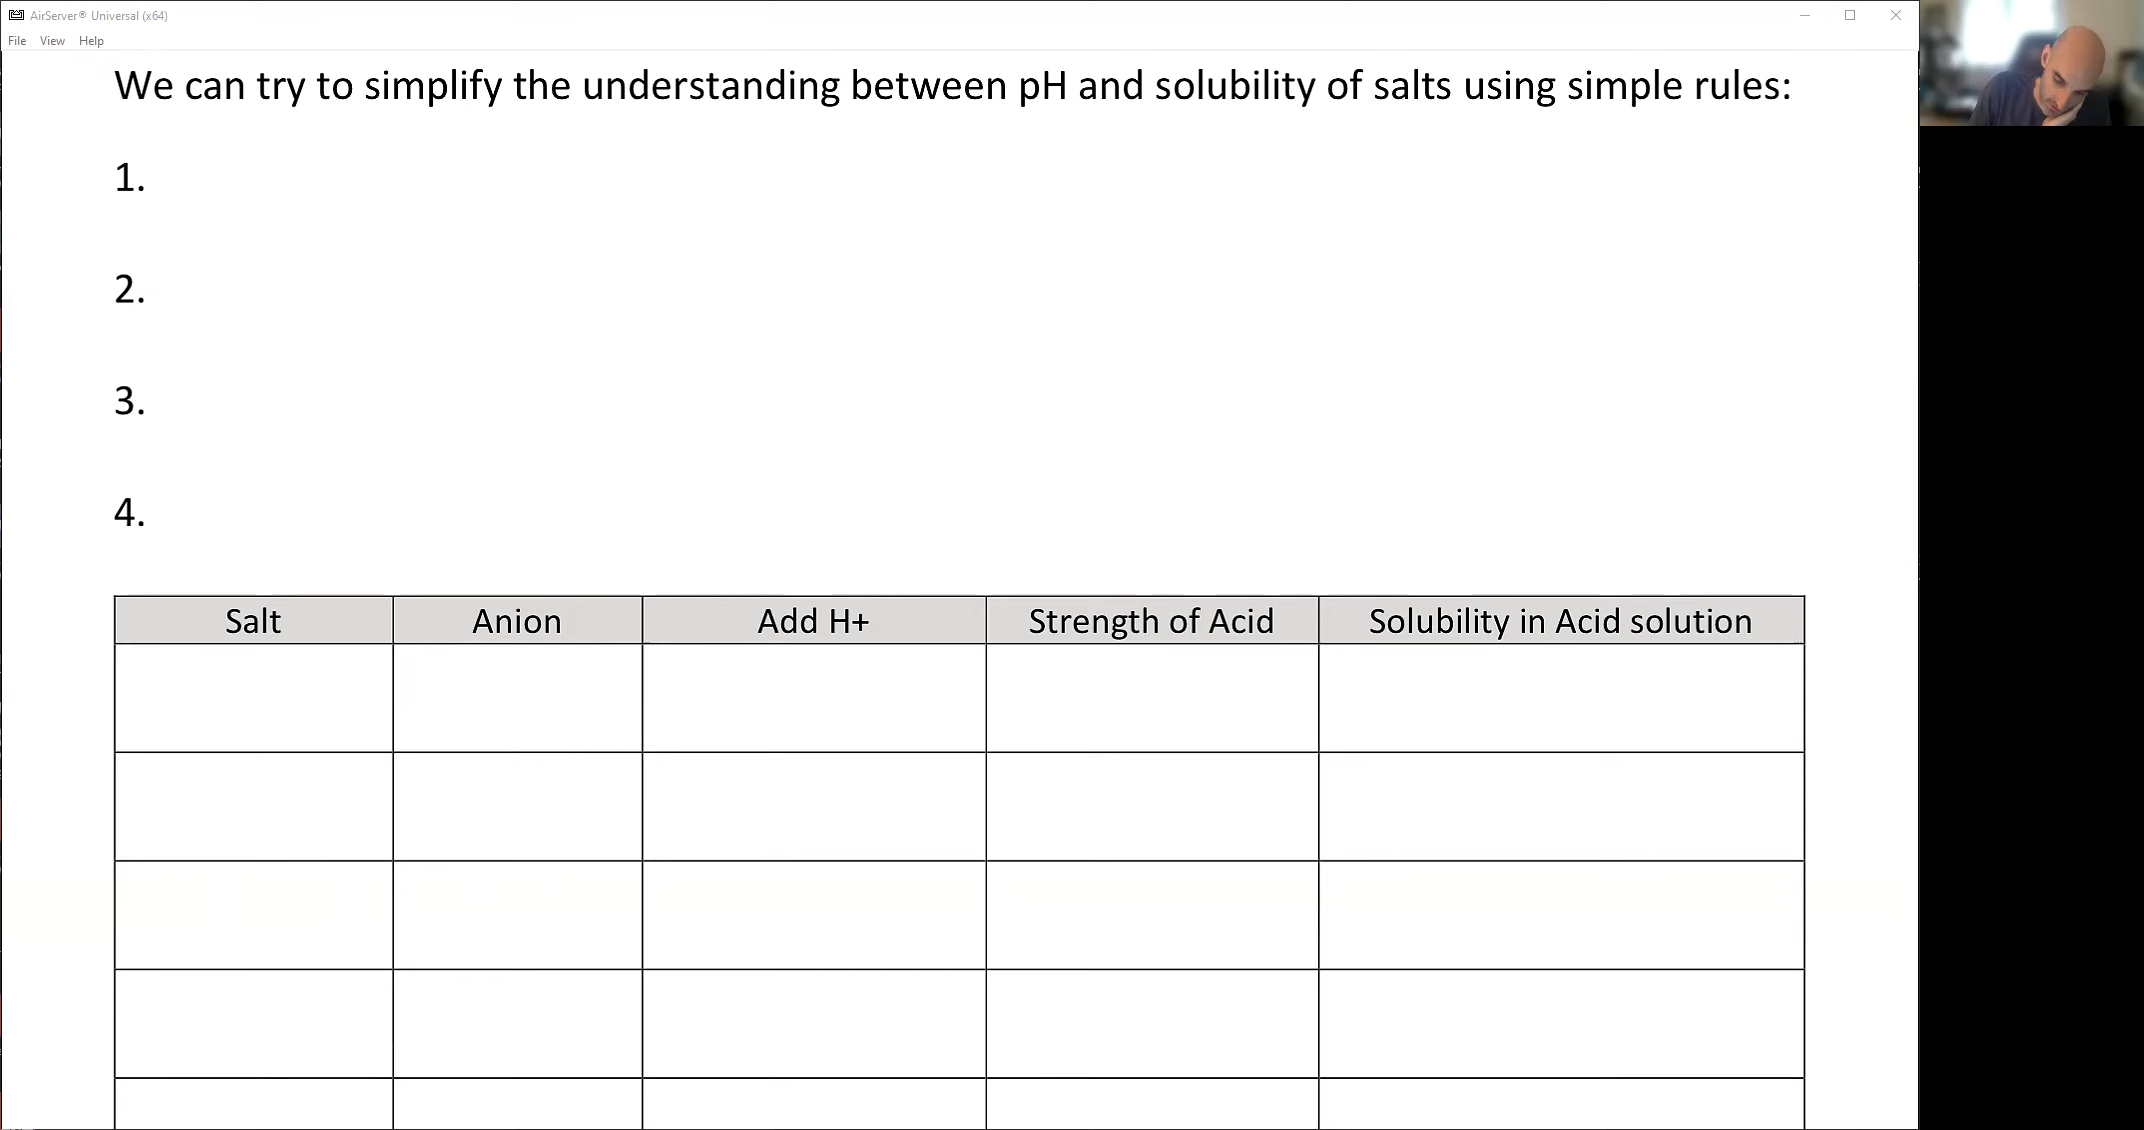 AirServer® Universal (x64)
File View Help
We can try to simplify the understanding between pH and solubility of salts using simple rules:
1.
2.
3.
4.
Salt Anion Add H+ Strength of Acid Solubility in Acid solution